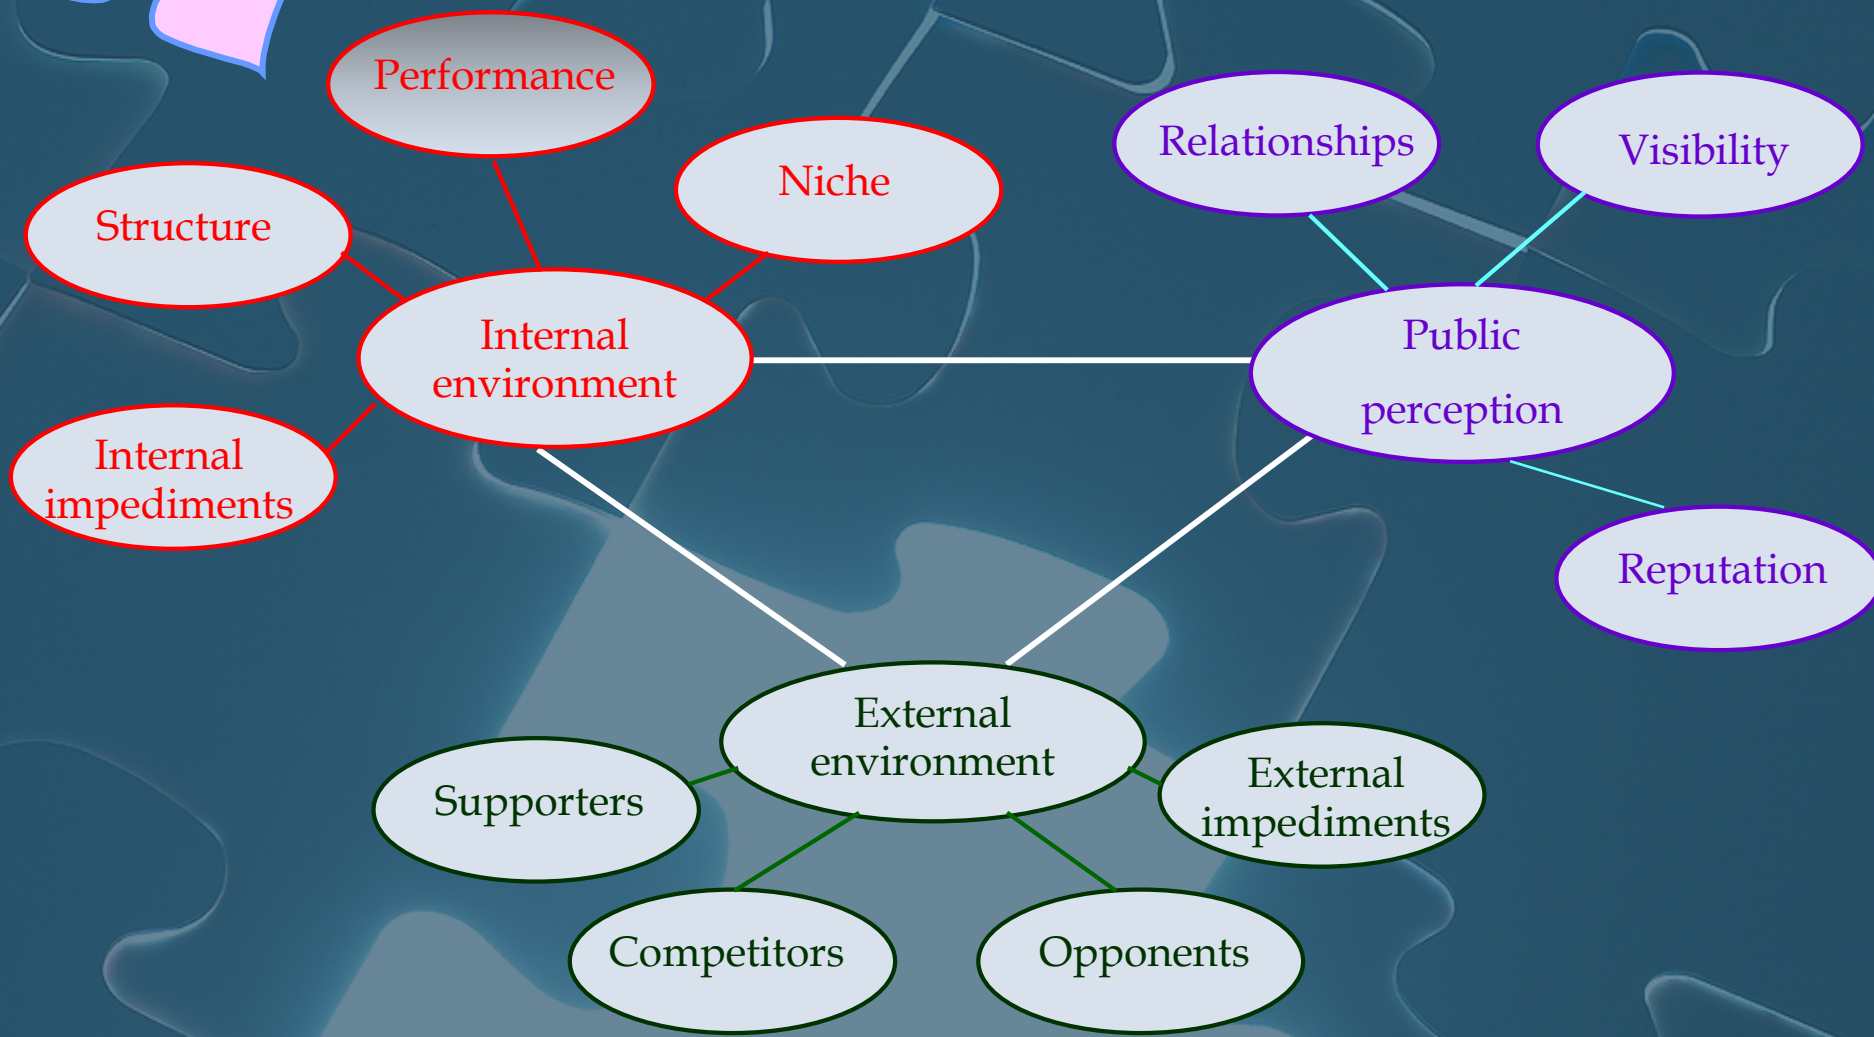 Performance
Relationships
Visibility
Niche
Structure
Internal
environment
Public
perception
Internal
impediments
Reputation
External
environment
External
impediments
Supporters
Competitors
Opponents